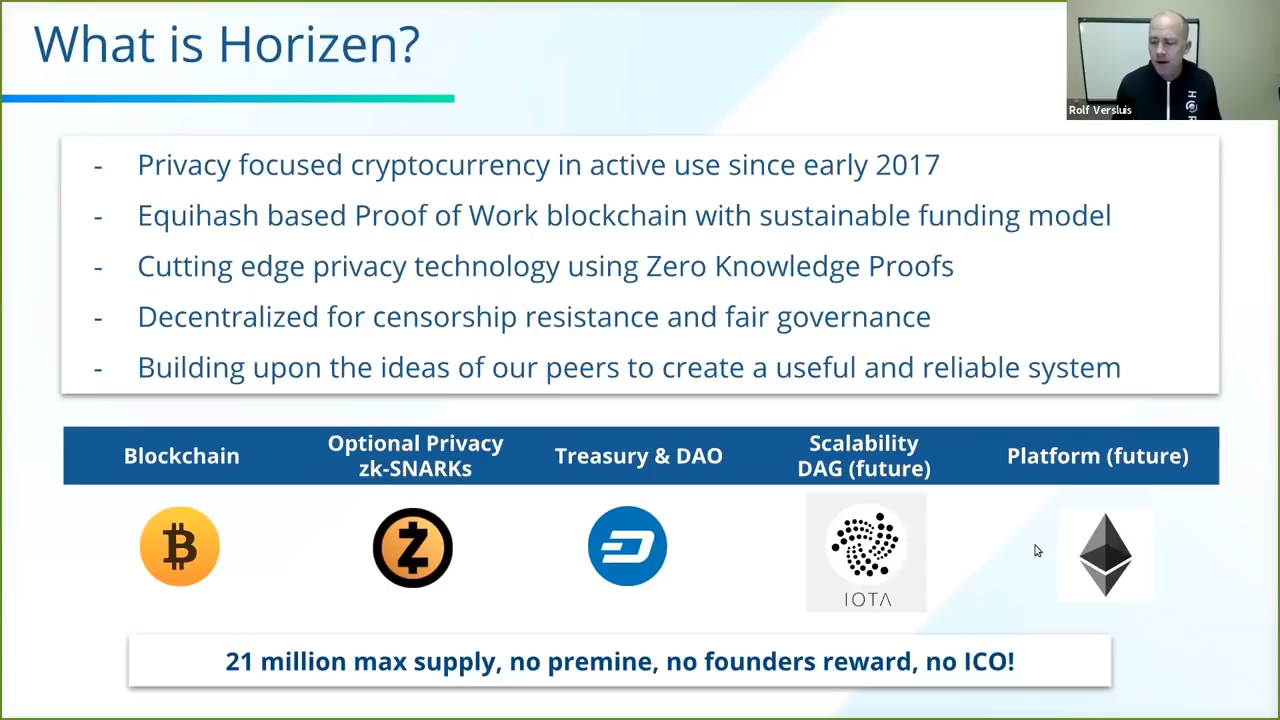 What is Horizen?
Rolf Versluis
- Privacy focused cryptocurrency in active use since early 2017
- Equihash based Proof of Work blockchain with sustainable funding model
- Cutting edge privacy technology using Zero Knowledge Proofs
- Decentralized for censorship resistance and fair governance
- Building upon the ideas of our peers to create a useful and reliable system
Blockchain
Optional Privacy
zk-SNARKs
Treasury & DAO
Scalability
DAG (future)
Platform (future)
IOTA
21 million max supply, no premine, no founders reward, no ICO!